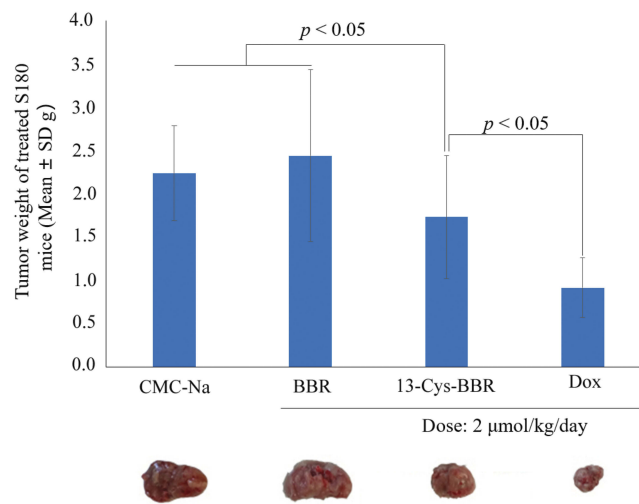 Tumor weight of treated S180
mice (Mean ± SD g)
4.0
3.5
3.0
2.5
2.0
1.5
1.0
0.5
0.0
p < 0.05
p < 0.05
CMC-Na
BBR
13-Cys-BBR
Dox
Dose: 2 μmol/kg/day